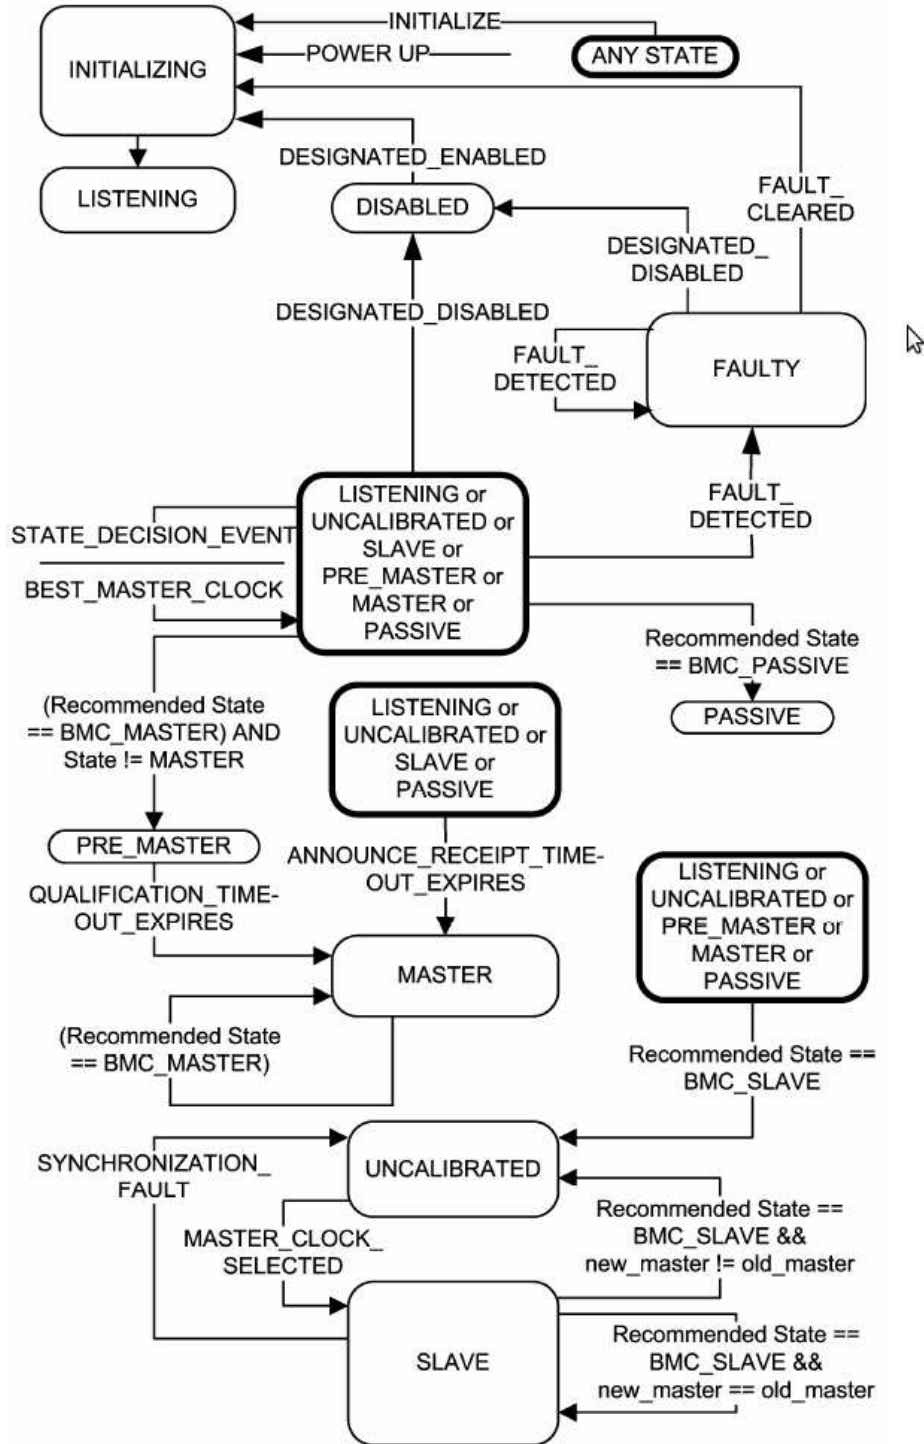 INITIALIZE
POWER UP
ANY STATE
INITIALIZING
DESIGNATED_ENABLED
LISTENING
DISABLED
FAULT_
CLEARED
DESIGNATED_
DISABLED
DESIGNATED_DISABLED
FAULT_
DETECTED
FAULTY
LISTENING or
UNCALIBRATED or
SLAVE or
PRE_MASTER or
MASTER or
PASSIVE
FAULT_
DETECTED
STATE_DECISION_EVENT
BEST_MASTER_CLOCK
Recommended State
== BMC_PASSIVE
PASSIVE
(Recommended State
== BMC_MASTER) AND
State != MASTER
LISTENING or
UNCALIBRATED or
SLAVE or
PASSIVE
PRE_MASTER
ANNOUNCE_RECEIPT_TIME-
OUT_EXPIRES
QUALIFICATION_TIME-
OUT_EXPIRES
LISTENING or
UNCALIBRATED or
PRE_MASTER or
MASTER or
PASSIVE
MASTER
(Recommended State
== BMC_MASTER)
Recommended State ==
BMC_SLAVE
SYNCHRONIZATION_
FAULT
UNCALIBRATED
MASTER_CLOCK_
SELECTED
Recommended State ==
BMC_SLAVE &&
new_master != old_master
SLAVE
Recommended State ==
BMC_SLAVE &&
new_master == old_master